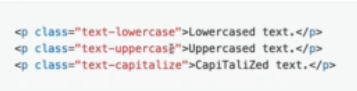 <p class="text-lowercase">Lowercased text.</p>
<p class="text-uppercase">Uppercased text.</p>
<p class="text-capitalize">CapiTaliZed text.</p>